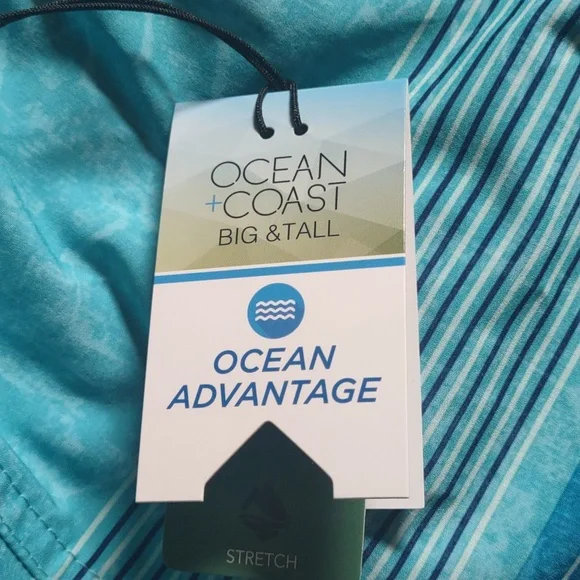 OCEAN
+COAST
BIG &TALL
OCEAN
ADVANTAGE
STRETCH